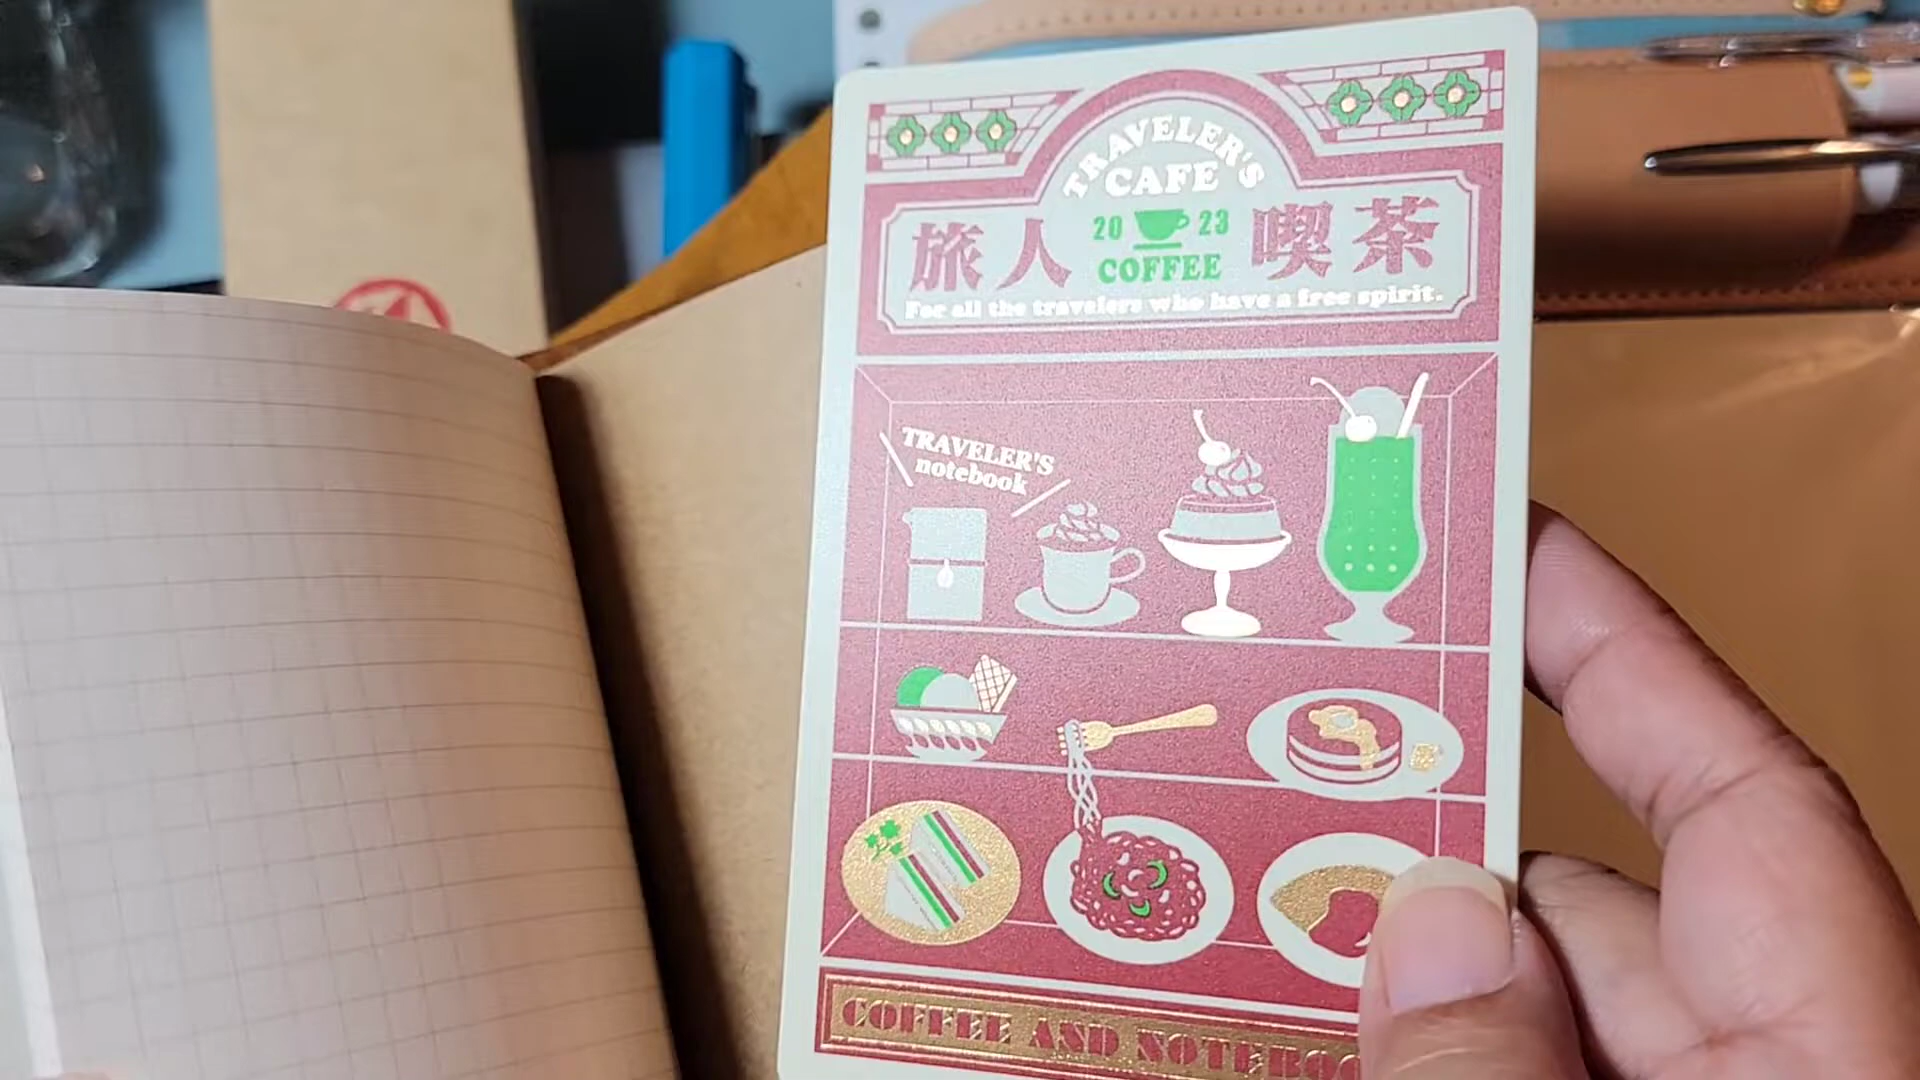 TRAVELER'S
CAFE
旅人 20 23 喫茶
COFFEE
For all the travelers who have a free spirit.
TRAVELER'S
notebook
COFFEE AND NOTEBOO